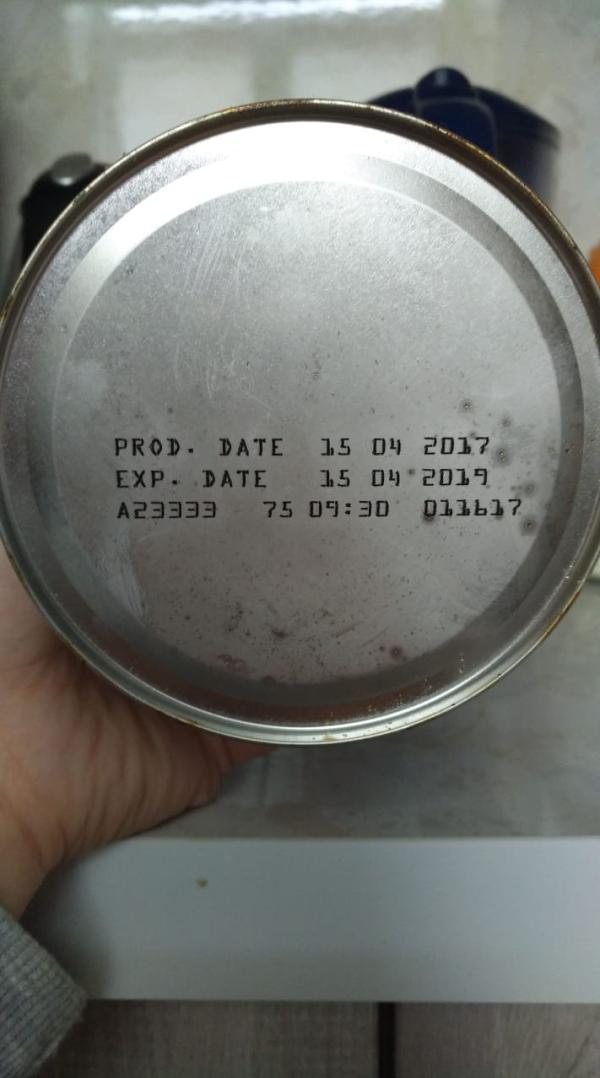 PROD. DATE 15 04 2017
EXP. DATE 15 04 2019
A23333 75 09:30 011617